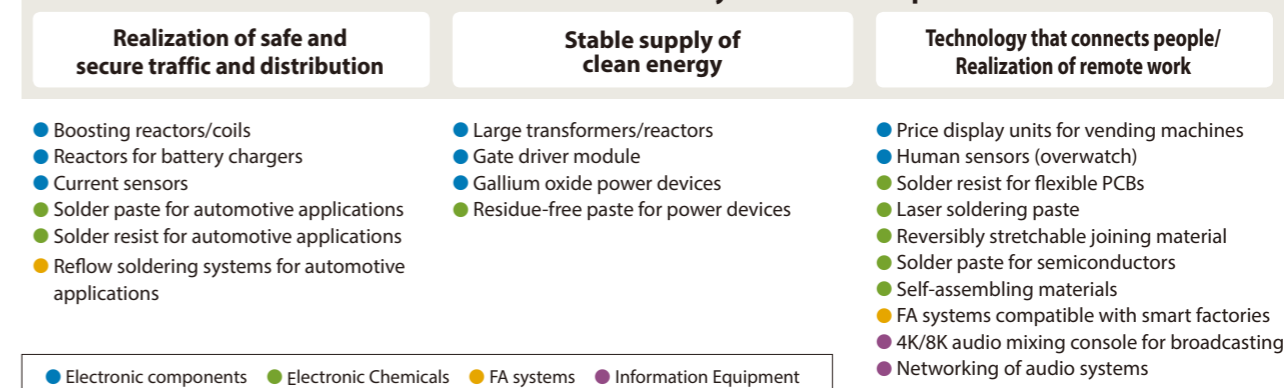 Realization of safe and
secure traffic and distribution
Stable supply of
clean energy
Technology that connects people/
Realization of remote work
Boosting reactors/coils
Reactors for battery chargers
Current sensors
Solder paste for automotive applications
Solder resist for automotive applications
Reflow soldering systems for automotive
applications
Large transformers/reactors
Gate driver module
Gallium oxide power devices
Residue-free paste for power devices
Price display units for vending machines
Human sensors (overwatch)
Solder resist for flexible PCBs
Laser soldering paste
Reversibly stretchable joining material
Solder paste for semiconductors
Self-assembling materials
FA systems compatible with smart factories
4K/8K audio mixing console for broadcasting
Networking of audio systems
Electronic components Electronic Chemicals FA systems Information Equipment